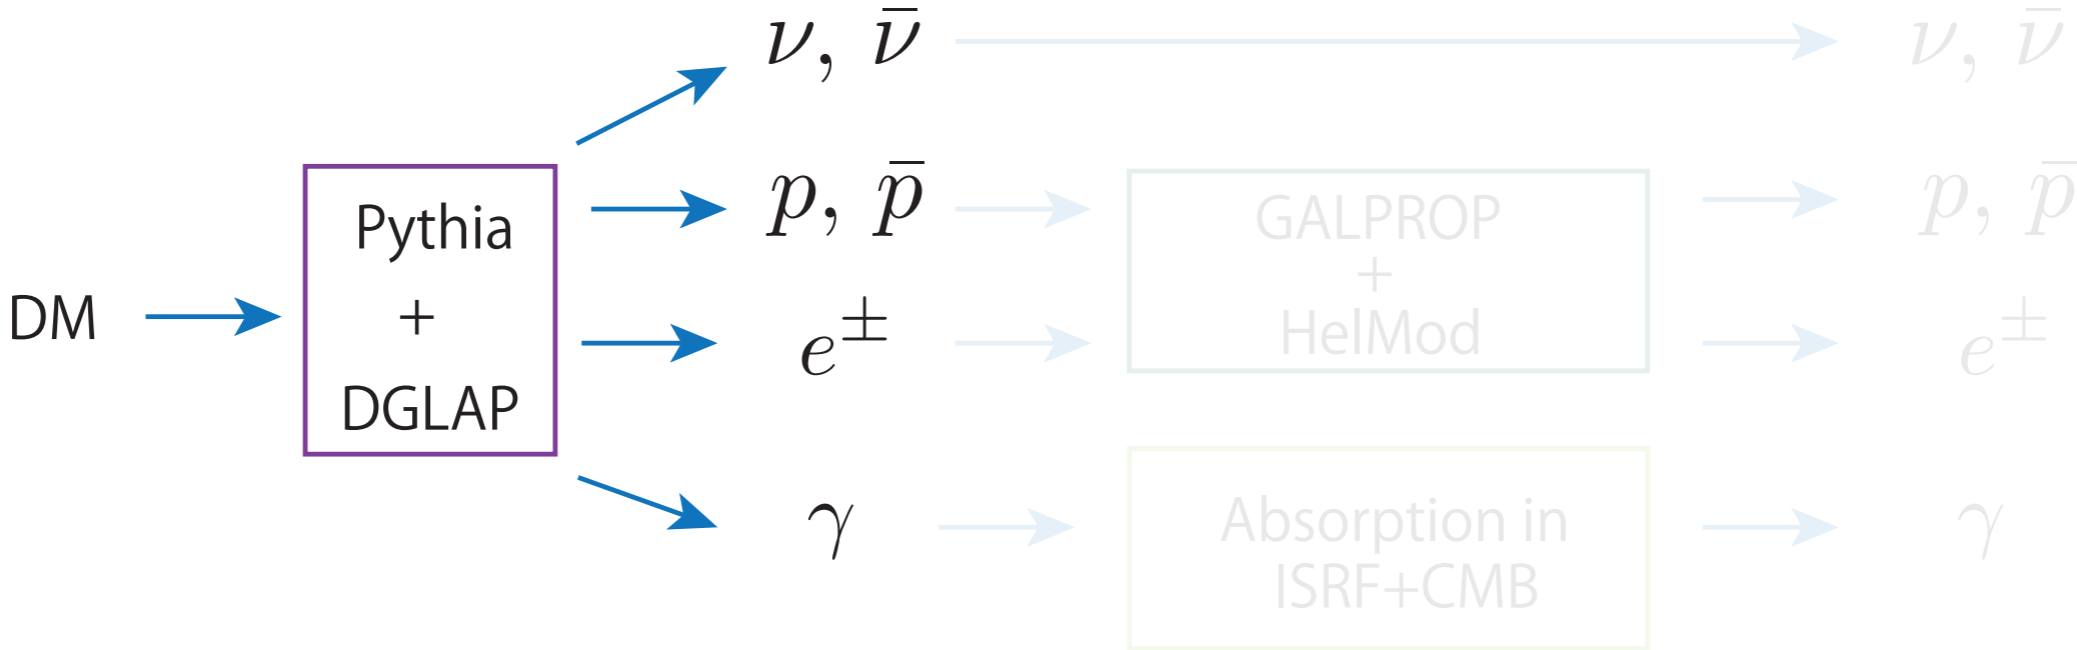 ν, ν̄
ν, ν̄
p, p̄
GALPROP
+
HelMod
p, p̄
Pythia
+
DGLAP
DM
e±
e±
γ
Absorption in
ISRF+CMB
γ